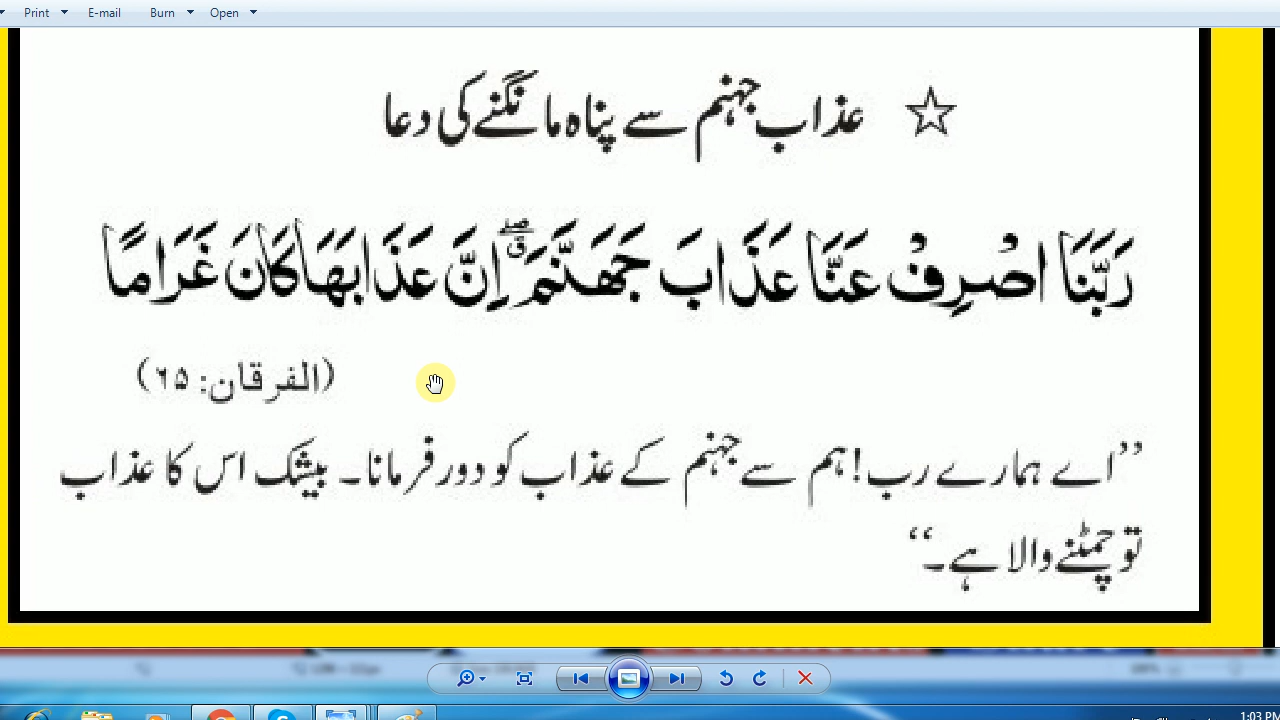 Print E-mail Burn Open
☆ عذاب جہنم سے پناہ مانگنے کی دعا
رَبَّنَا اصْرِفْ عَنَّا عَذَابَ جَهَنَّمَ ۖۗ اِنَّ عَذَابَهَا كَانَ غَرَامًا
(الفرقان: ٦۵)
”اے ہمارے رب! ہم سے جہنم کے عذاب کو دور فرمانا۔ بیشک اس کا عذاب
تو چمٹنے والا ہے۔“
1:03 PM